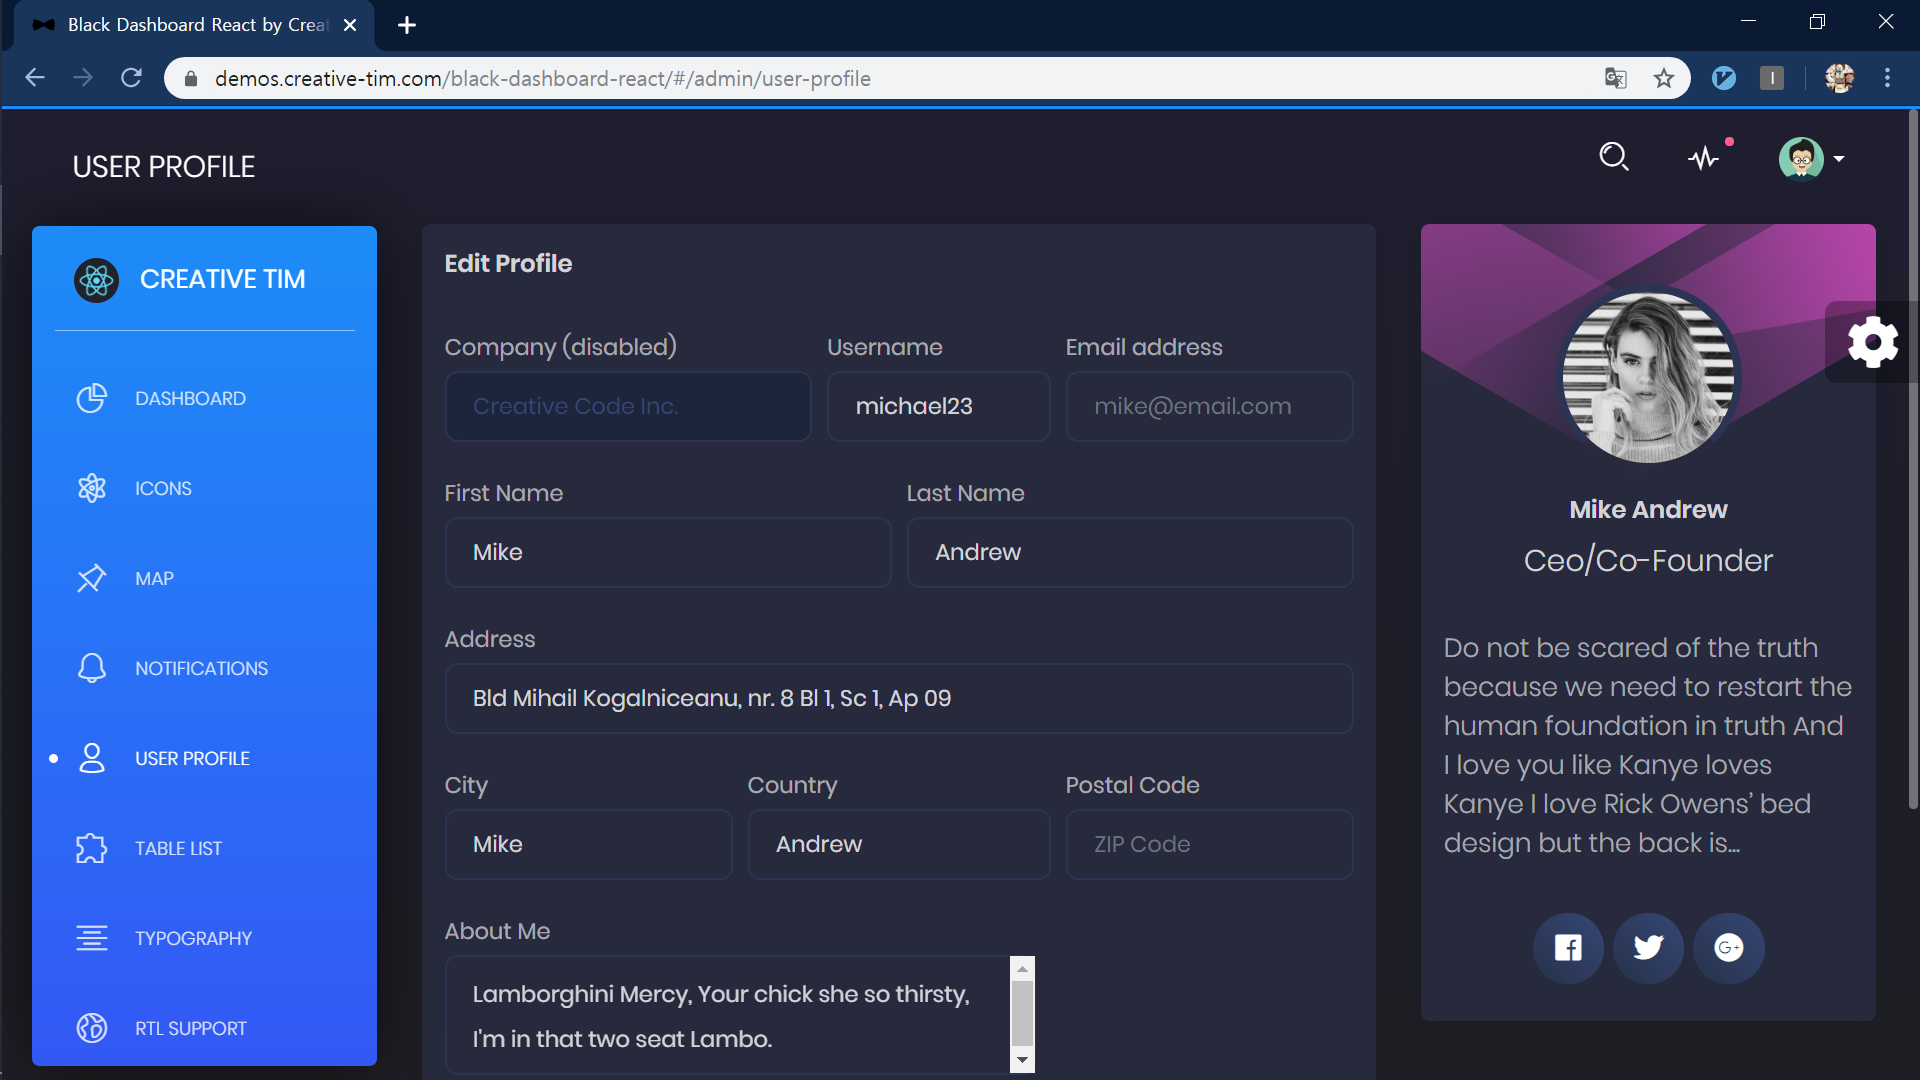 Black Dashboard React by Crea
demos.creative-tim.com/black-dashboard-react/#/admin/user-profile
USER PROFILE
CREATIVE TIM
DASHBOARD
ICONS
MAP
NOTIFICATIONS
USER PROFILE
TABLE LIST
TYPOGRAPHY
RTL SUPPORT
Edit Profile
Company (disabled)
Username
Email address
Creative Code Inc.
michael23
mike@email.com
First Name
Last Name
Mike
Andrew
Address
Bld Mihail Kogalniceanu, nr. 8 Bl 1, Sc 1, Ap 09
City
Country
Postal Code
Mike
Andrew
ZIP Code
About Me
Lamborghini Mercy, Your chick she so thirsty,
I'm in that two seat Lambo.
Mike Andrew
Ceo/Co-Founder
Do not be scared of the truth
because we need to restart the
human foundation in truth And
I love you like Kanye loves
Kanye I love Rick Owens’ bed
design but the back is...